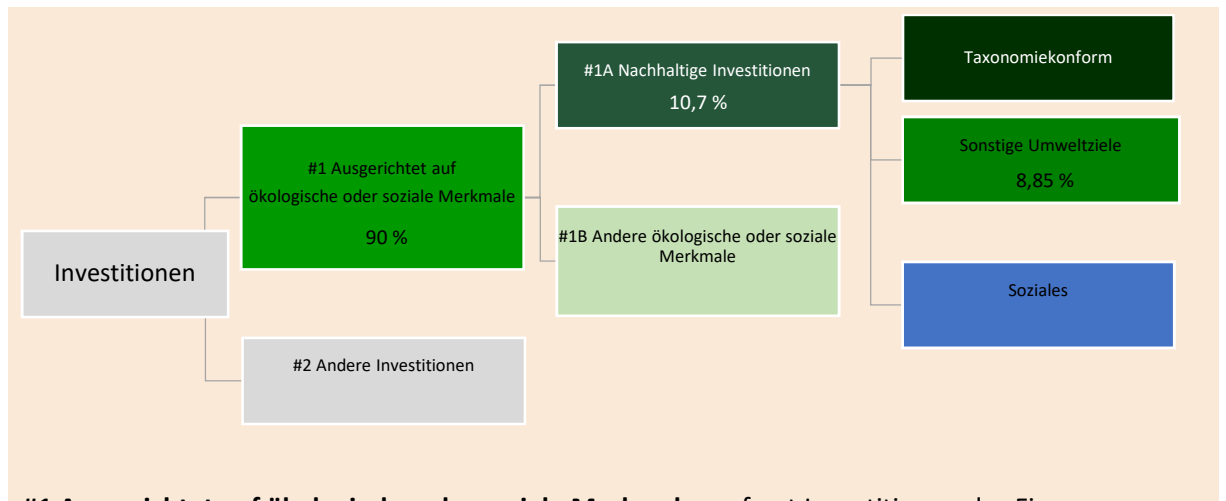 Investitionen
#1 Ausgerichtet auf
ökologische oder soziale Merkmale
90 %
#2 Andere Investitionen
#1A Nachhaltige Investitionen
10,7 %
#1B Andere ökologische oder soziale
Merkmale
Taxonomiekonform
Sonstige Umweltziele
8,85 %
Soziales